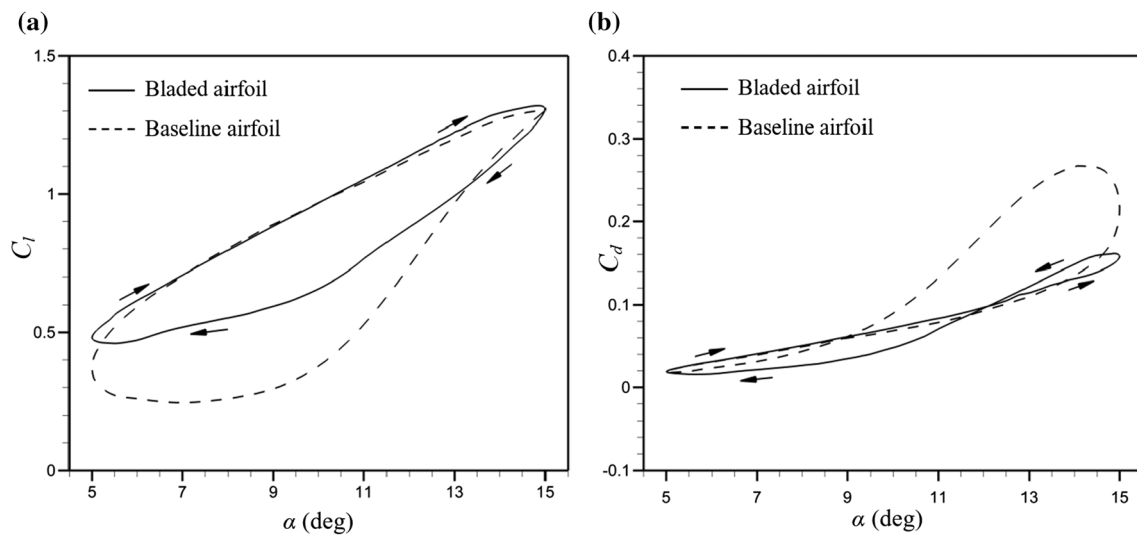 (a)
1.5
1
0.5
0
C_l
Bladed airfoil
Baseline airfoil
5 7 9 11 13 15
α (deg)
(b)
0.4
0.3
0.2
0.1
0
-0.1
C_d
Bladed airfoil
Baseline airfoil
5 7 9 11 13 15
α (deg)